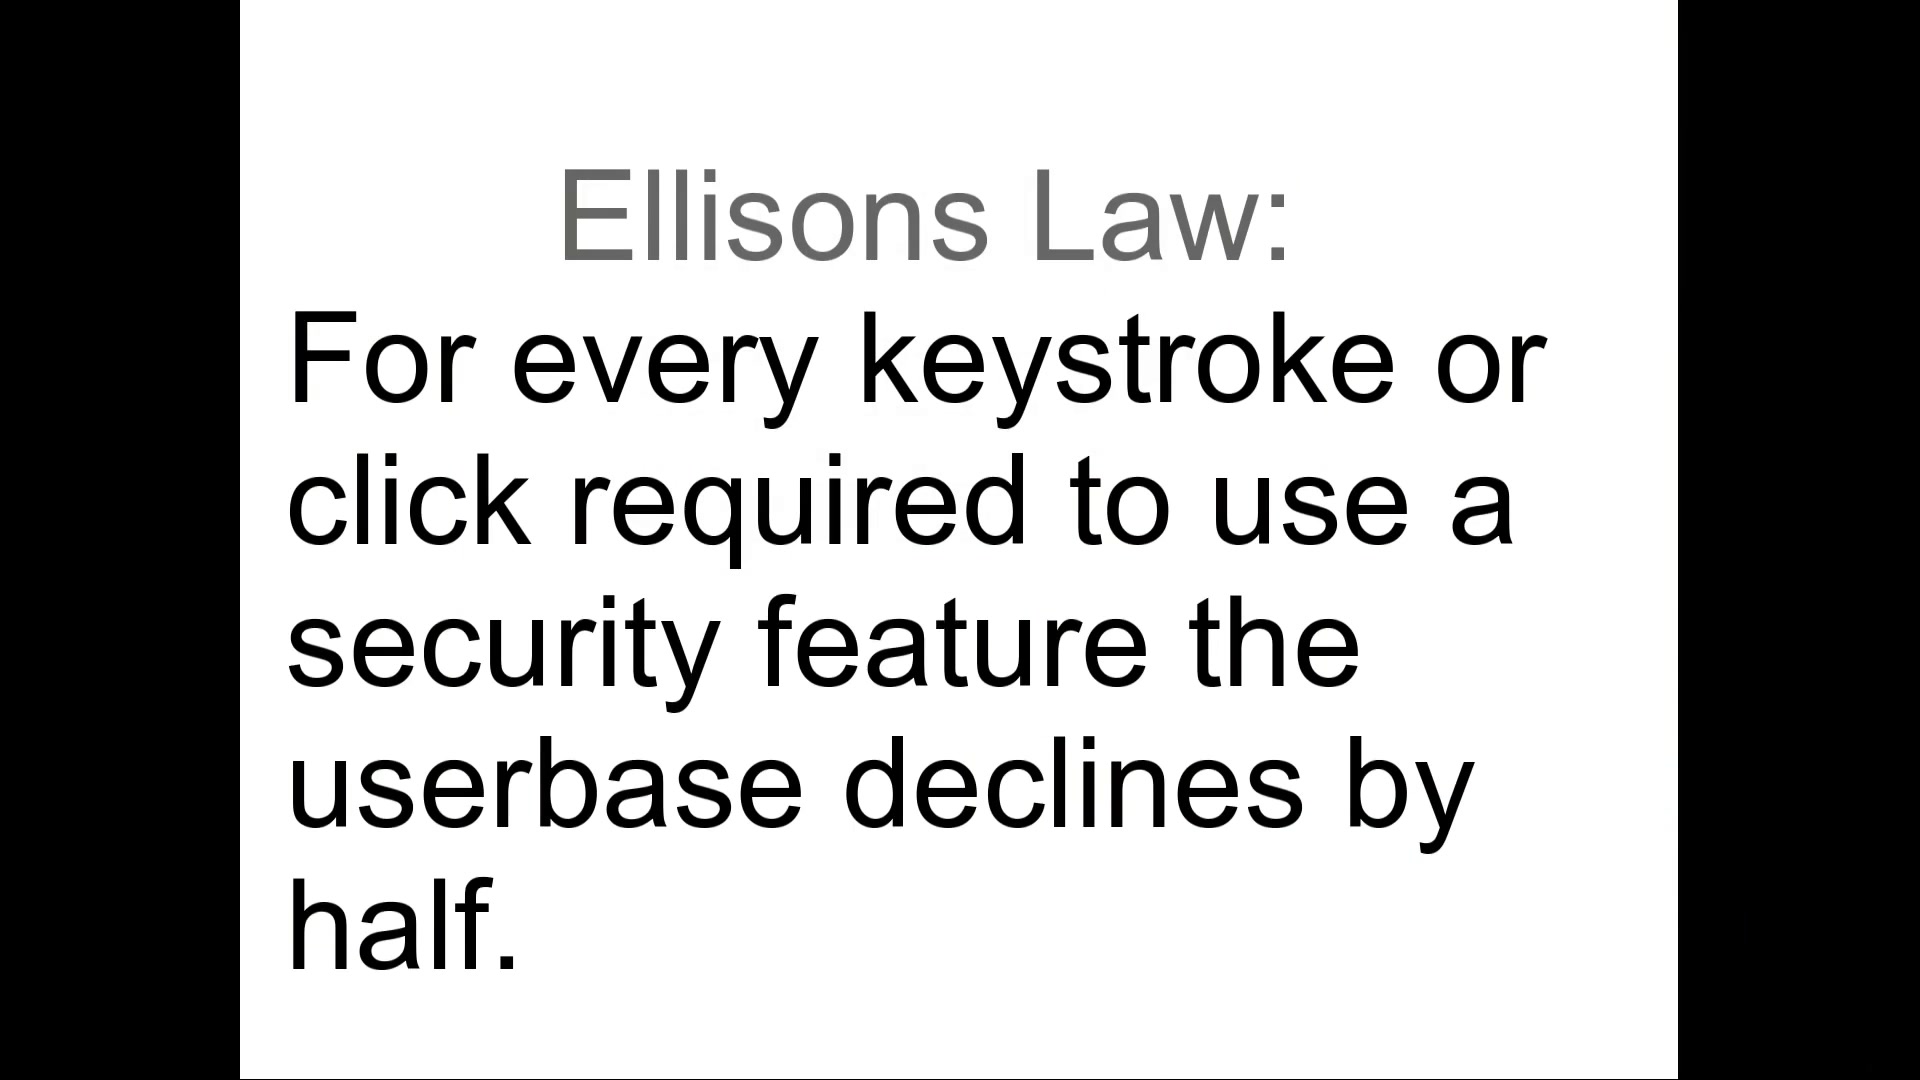 Ellisons Law:
For every keystroke or
click required to use a
security feature the
userbase declines by
half.